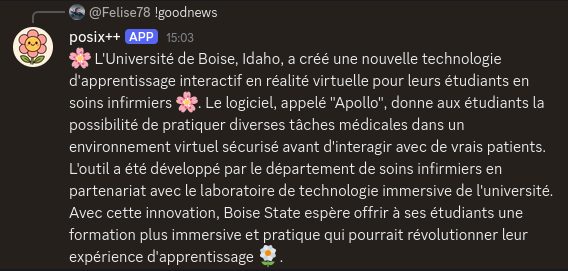 @Felise78 !goodnews
posix++ APP 15:03
🌸 L'Université de Boise, Idaho, a créé une nouvelle technologie
d'apprentissage interactif en réalité virtuelle pour leurs étudiants en
soins infirmiers 🌸. Le logiciel, appelé "Apollo", donne aux étudiants la
possibilité de pratiquer diverses tâches médicales dans un
environnement virtuel sécurisé avant d'interagir avec de vrais patients.
L'outil a été développé par le département de soins infirmiers en
partenariat avec le laboratoire de technologie immersive de l'université.
Avec cette innovation, Boise State espère offrir à ses étudiants une
formation plus immersive et pratique qui pourrait révolutionner leur
expérience d'apprentissage 🌼.